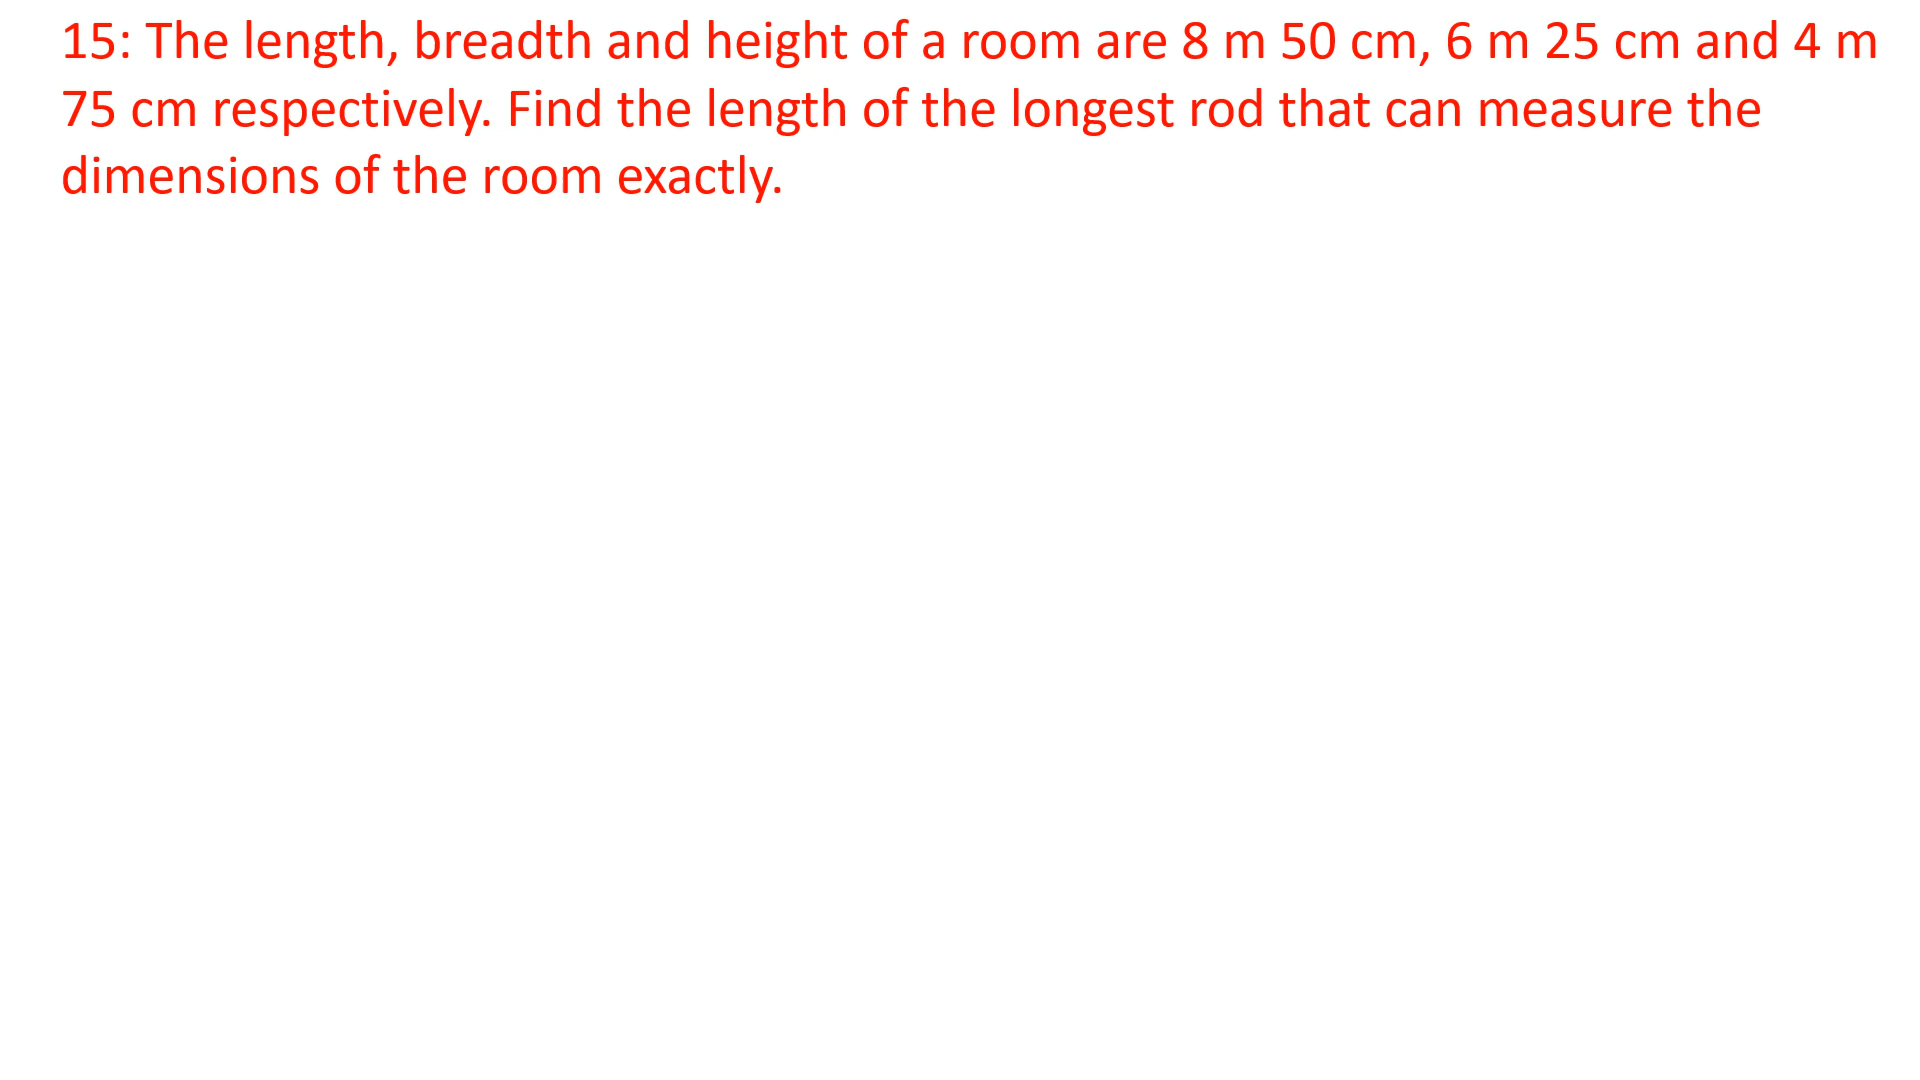 15: The length, breadth and height of a room are 8 m 50 cm, 6 m 25 cm and 4 m
75 cm respectively. Find the length of the longest rod that can measure the
dimensions of the room exactly.